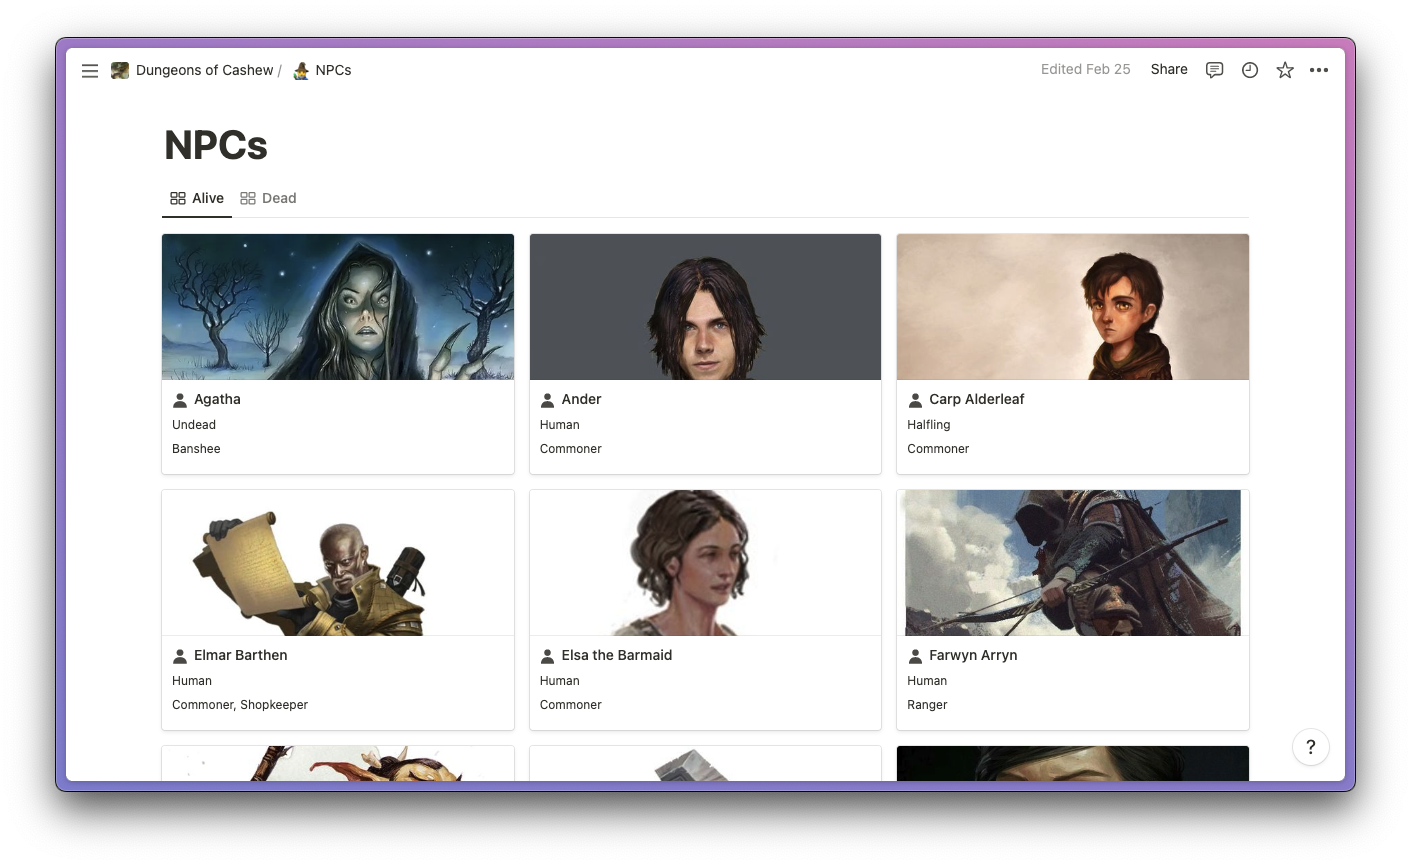 Dungeons of Cashew / NPCs
Edited Feb 25 Share
NPCs
Alive Dead
Agatha
Undead
Banshee
Ander
Human
Commoner
Carp Alderleaf
Halfling
Commoner
Elmar Barthen
Human
Commoner, Shopkeeper
Elsa the Barmaid
Human
Commoner
Farwyn Arryn
Human
Ranger
?